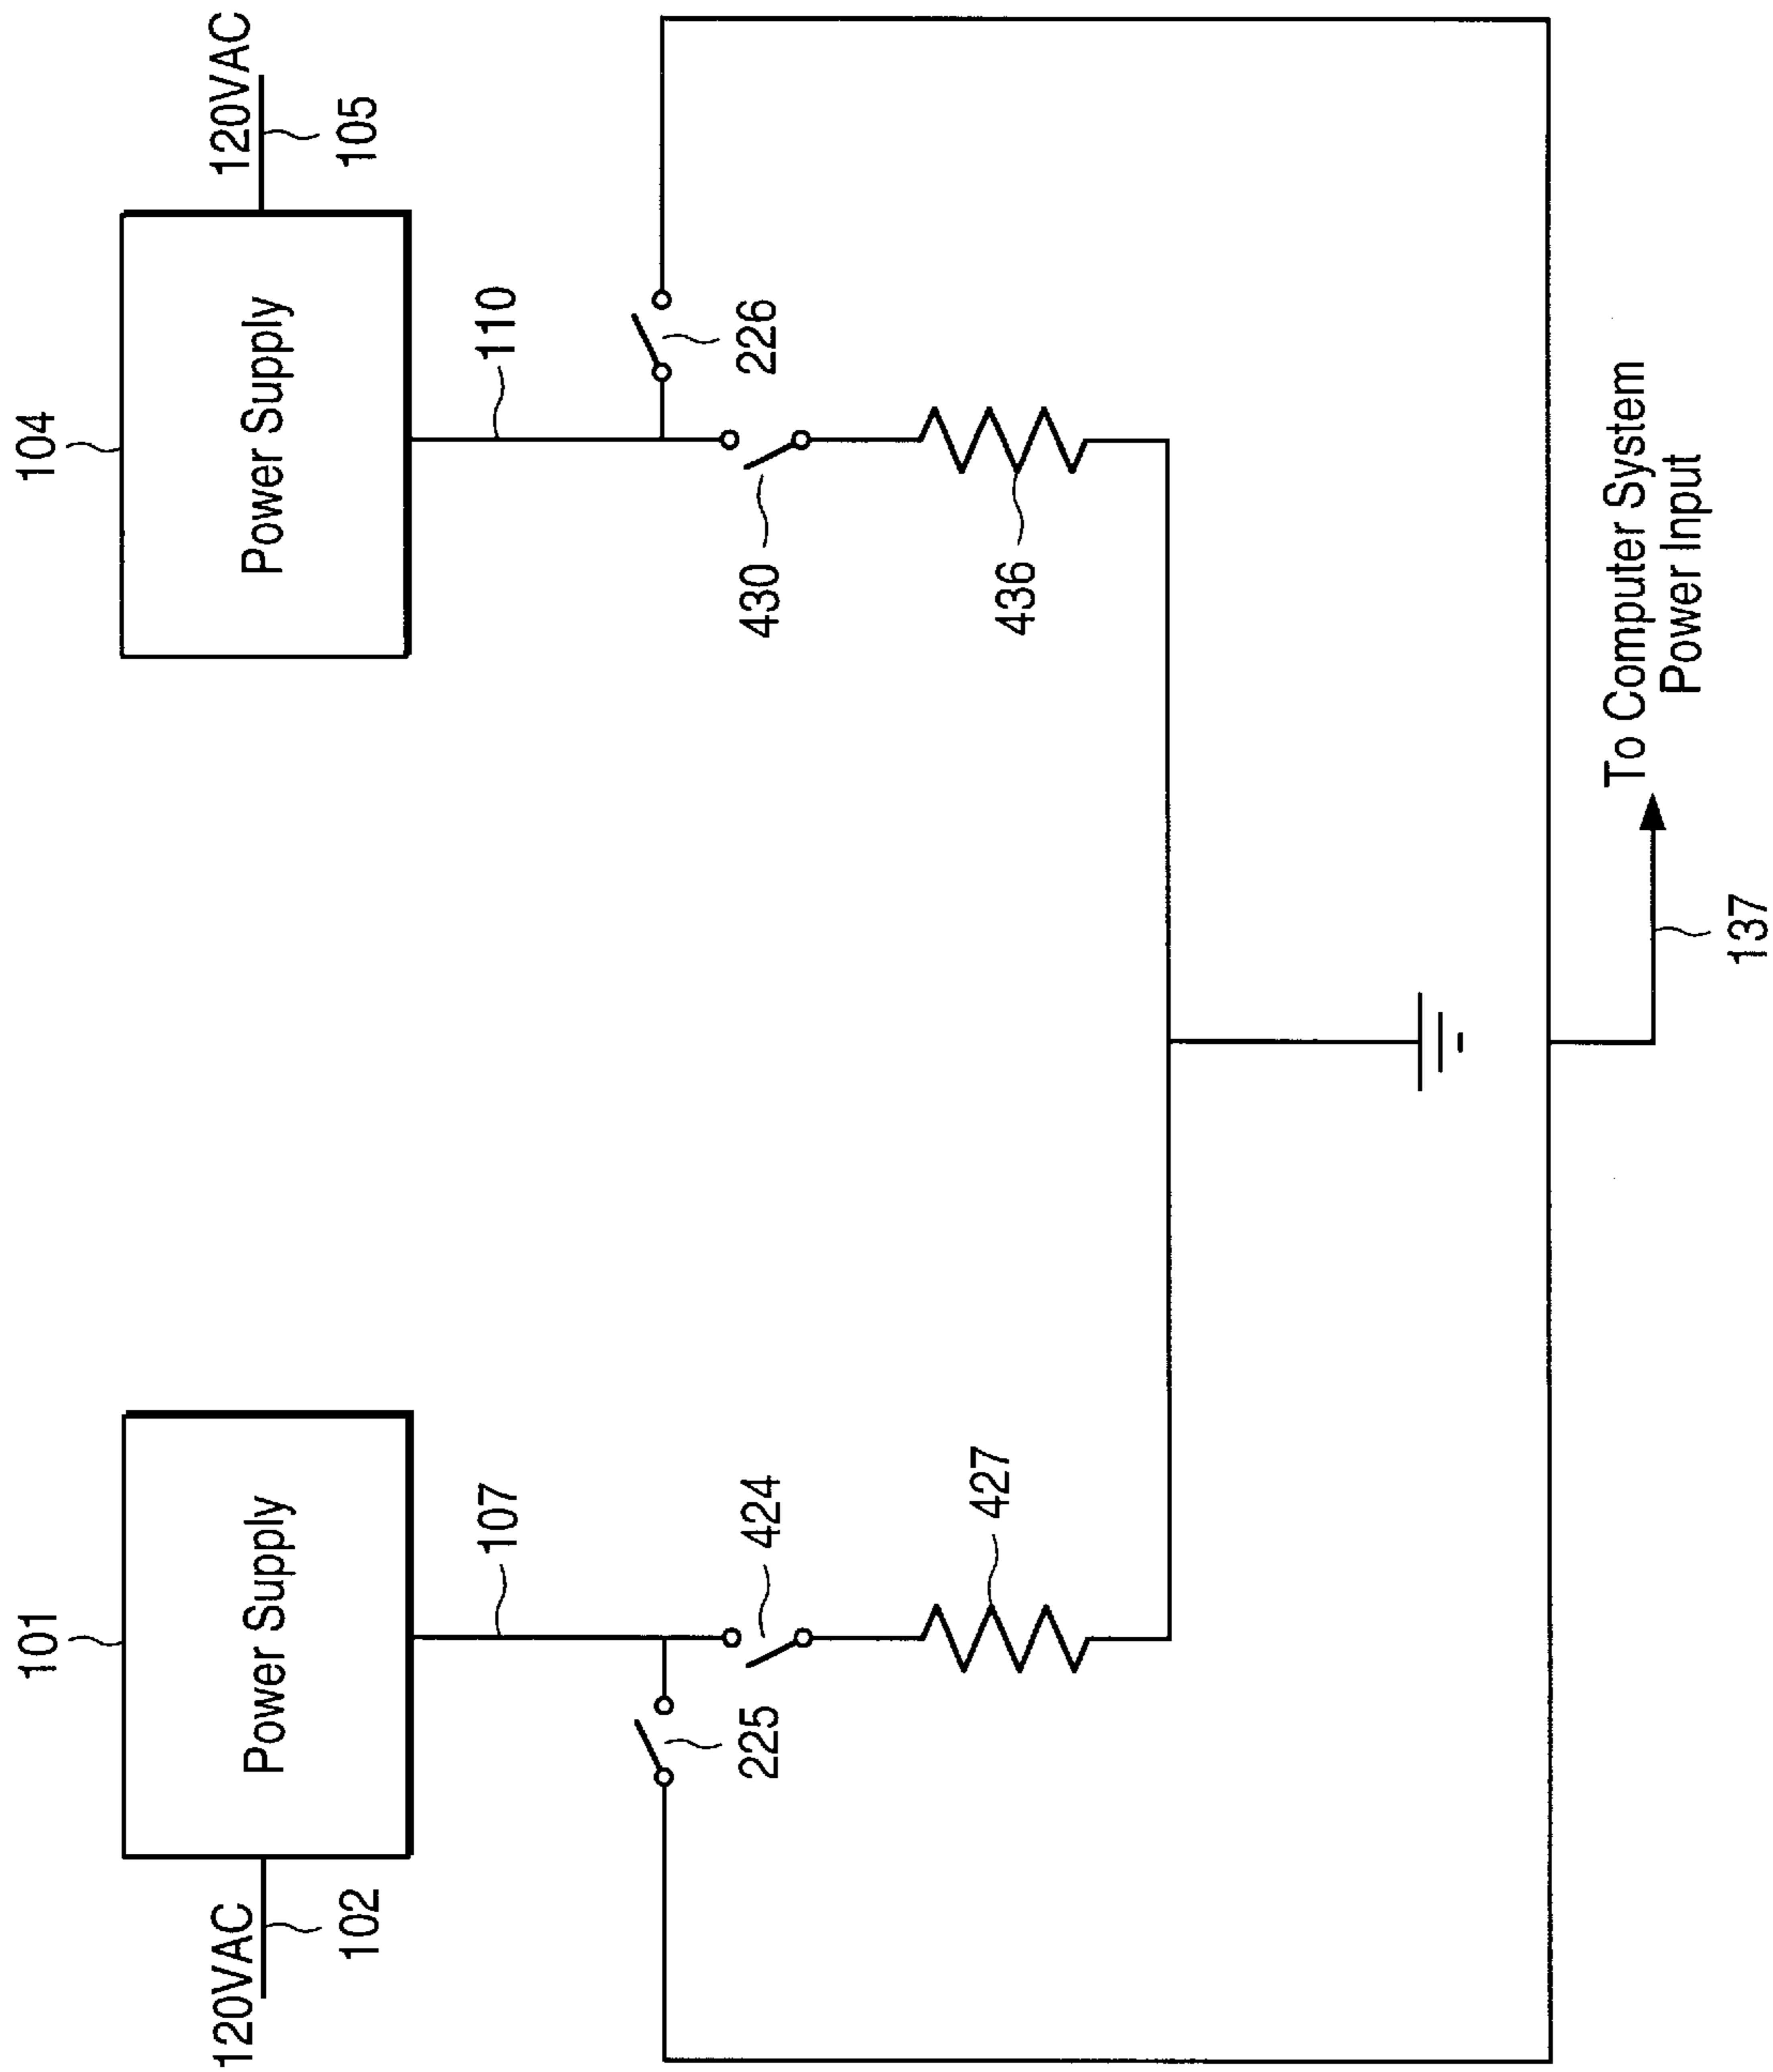 101
104
120VAC
102
Power Supply
Power Supply
120VAC
105
107
110
225
424
430
226
427
436
137
To Computer System
Power Input